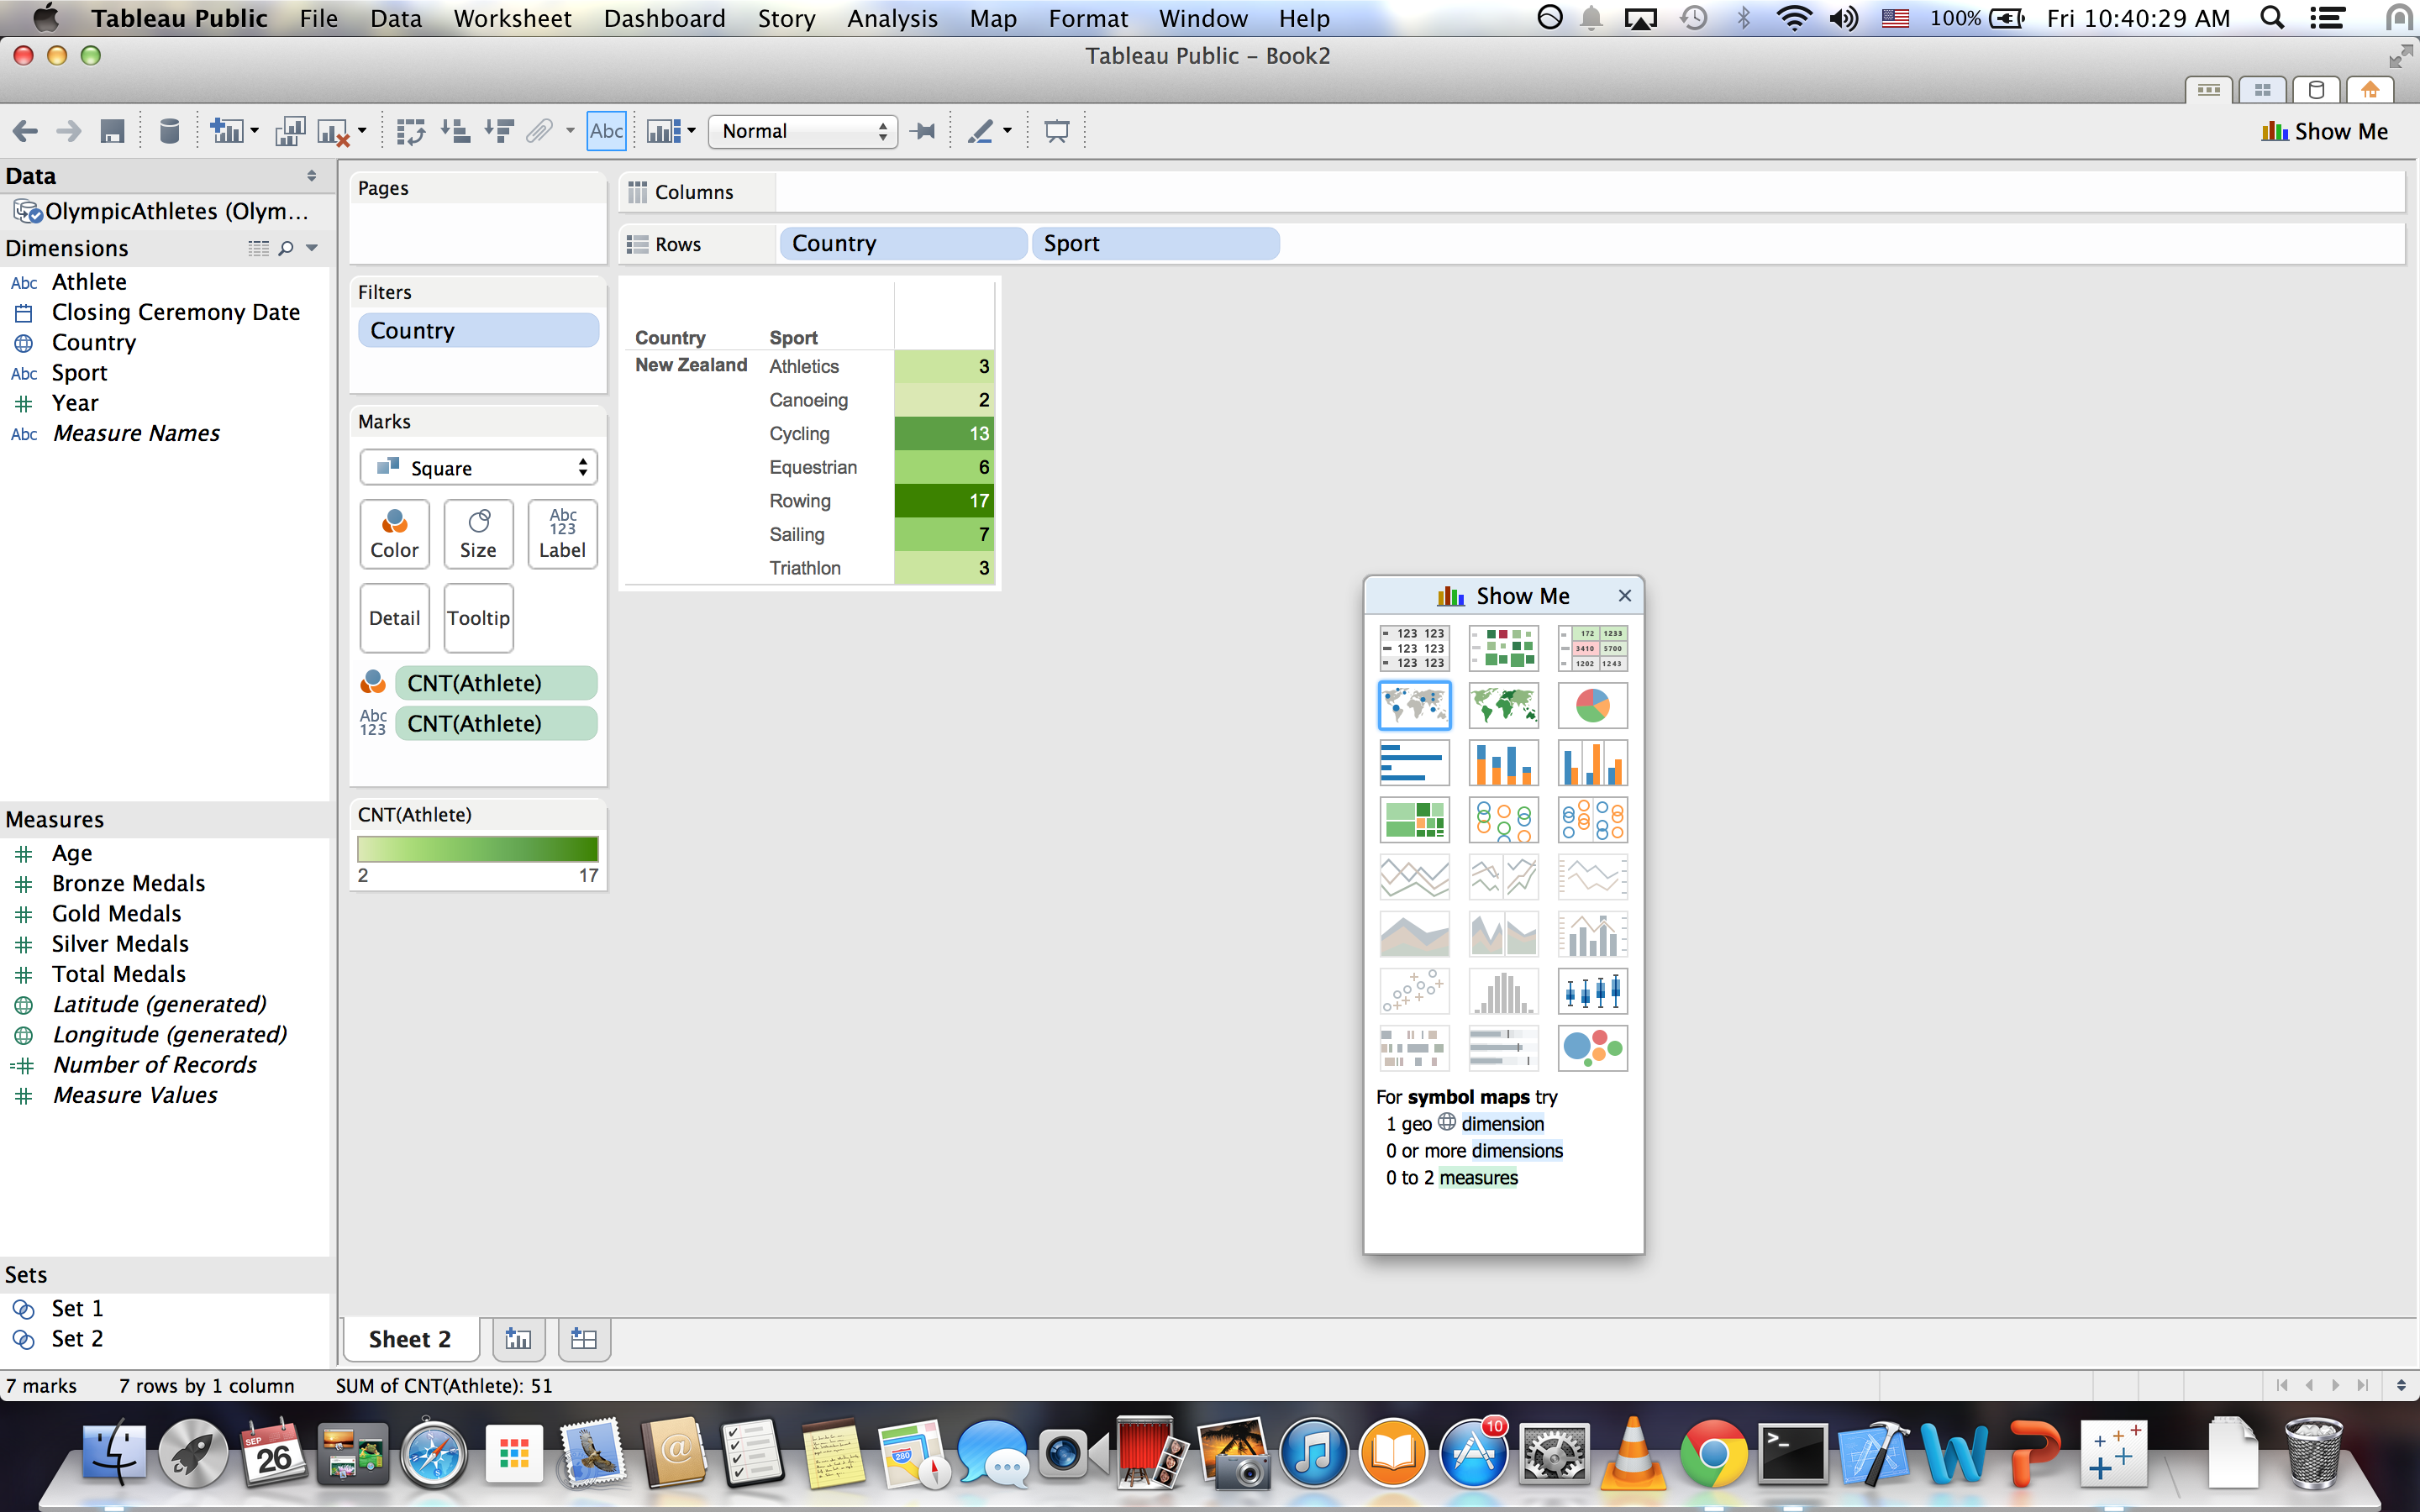 Tableau Public File Data Worksheet Dashboard Story Analysis Map Format Window Help 100% Fri 10:40:29 AM
Tableau Public – Book2
Abc Normal Show Me
Data
OlympicAthletes (Olym...
Dimensions
Abc Athlete
Closing Ceremony Date
Country
Abc Sport
Year
Abc Measure Names
Measures
Age
Bronze Medals
Gold Medals
Silver Medals
Total Medals
Latitude (generated)
Longitude (generated)
Number of Records
Measure Values
Sets
Set 1
Set 2
Pages
Filters
Country
Marks
Square
Color Size Abc 123 Label
Detail Tooltip
CNT(Athlete)
Abc 123 CNT(Athlete)
CNT(Athlete)
2 17
Columns
Rows Country Sport
Country Sport
New Zealand Athletics 3
Canoeing 2
Cycling 13
Equestrian 6
Rowing 17
Sailing 7
Triathlon 3
Show Me
123 123 172 1233
123 123 3410 5700
123 123 1202 1243
For symbol maps try
1 geo dimension
0 or more dimensions
0 to 2 measures
Sheet 2
7 marks 7 rows by 1 column SUM of CNT(Athlete): 51
SEP
26
280
10